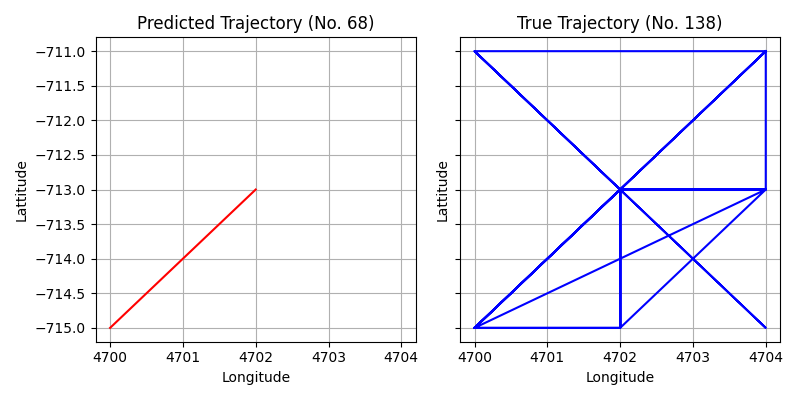 Predicted Trajectory (No. 68)
True Trajectory (No. 138)
−711.0
−711.5
−712.0
−712.5
−713.0
−713.5
−714.0
−714.5
−715.0
Lattitude
Lattitude
4700 4701 4702 4703 4704
4700 4701 4702 4703 4704
Longitude
Longitude